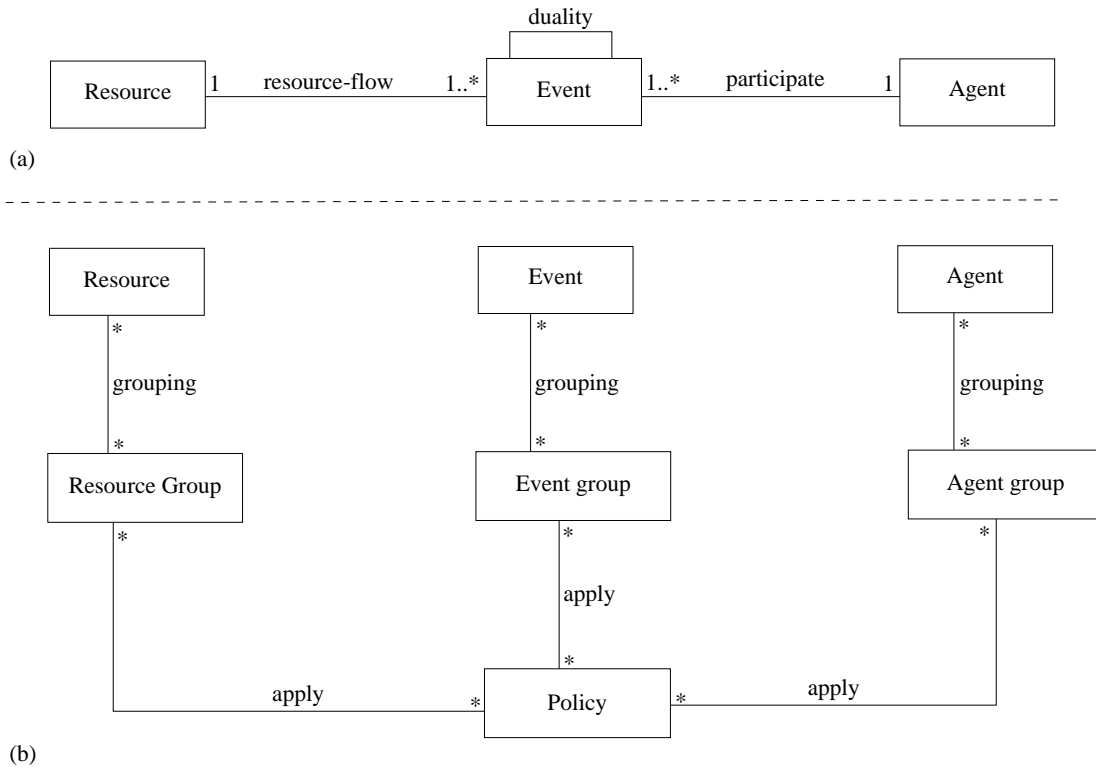 duality
Resource 1 resource-flow 1..* Event 1..* participate 1 Agent
(a)
Resource Event Agent
* * *
grouping grouping grouping
* * *
Resource Group Event group Agent group
* * *
apply
*
apply * Policy * apply
(b)